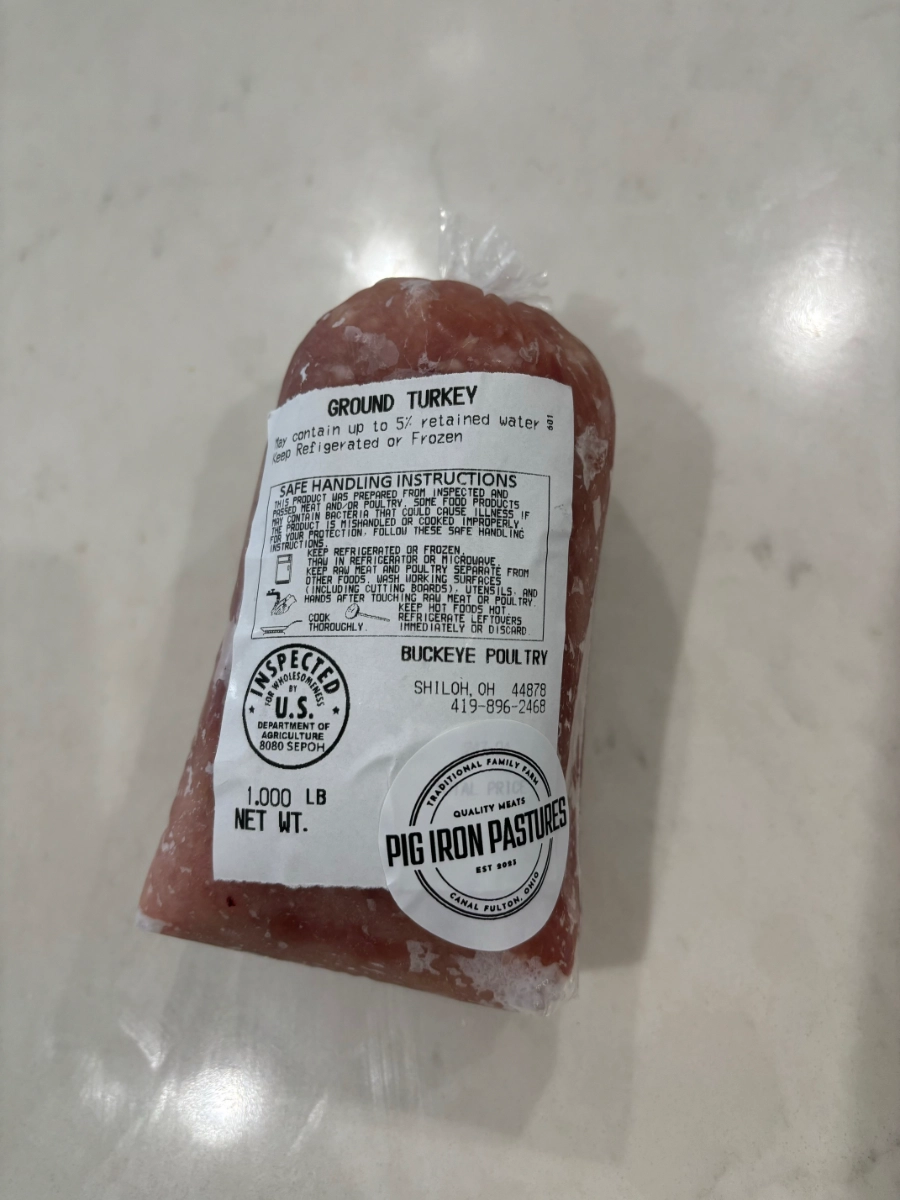 GROUND TURKEY
May contain up to 5% retained water
Keep Refigerated or Frozen
601
SAFE HANDLING INSTRUCTIONS
THIS PRODUCT WAS PREPARED FROM INSPECTED AND
PASSED MEAT AND/OR POULTRY. SOME FOOD PRODUCTS
MAY CONTAIN BACTERIA THAT COULD CAUSE ILLNESS IF
THE PRODUCT IS MISHANDLED OR COOKED IMPROPERLY.
FOR YOUR PROTECTION, FOLLOW THESE SAFE HANDLING
INSTRUCTIONS.
KEEP REFRIGERATED OR FROZEN.
THAW IN REFRIGERATOR OR MICROWAVE.
KEEP RAW MEAT AND POULTRY SEPARATE FROM
OTHER FOODS. WASH WORKING SURFACES
(INCLUDING CUTTING BOARDS), UTENSILS, AND
HANDS AFTER TOUCHING RAW MEAT OR POULTRY.
COOK
THOROUGHLY.
KEEP HOT FOODS HOT.
REFRIGERATE LEFTOVERS
IMMEDIATELY OR DISCARD.
BUCKEYE POULTRY
SHILOH, OH 44878
419-896-2468
INSPECTED
FOR WHOLESOMENESS
BY
U.S.
DEPARTMENT OF
AGRICULTURE
8080 SEPOH
1.000 LB
NET WT.
TRADITIONAL FAMILY FARM
QUALITY MEATS
PIG IRON PASTURES
EST 2023
CANAL FULTON, OHIO